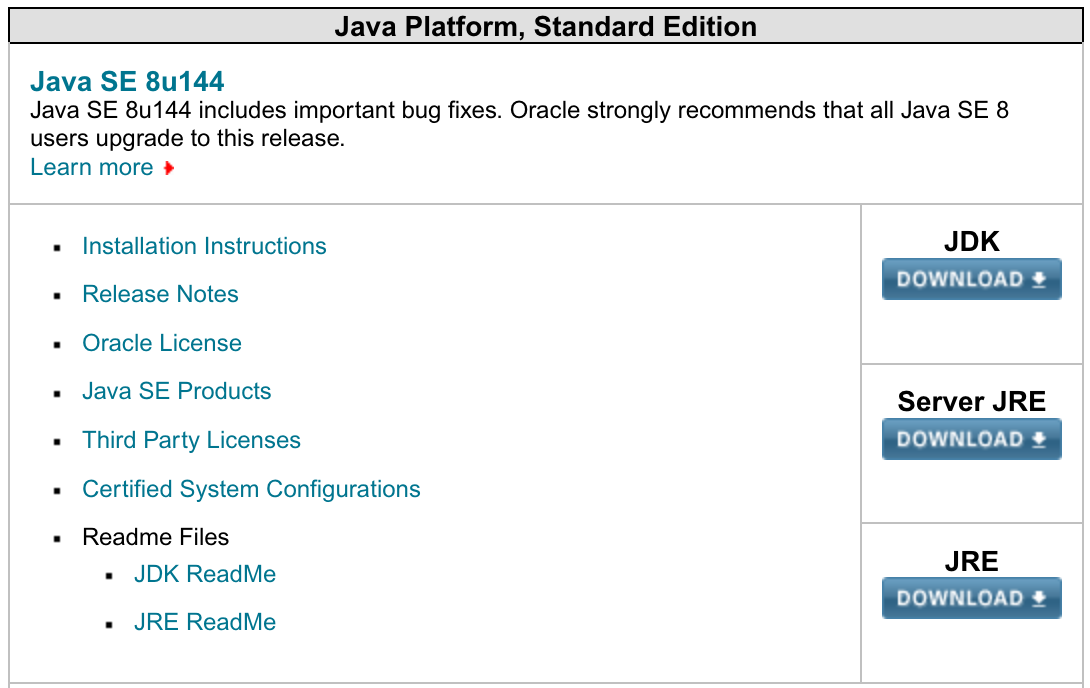 Java Platform, Standard Edition
Java SE 8u144
Java SE 8u144 includes important bug fixes. Oracle strongly recommends that all Java SE 8
users upgrade to this release.
Learn more
Installation Instructions
Release Notes
Oracle License
Java SE Products
Third Party Licenses
Certified System Configurations
Readme Files
JDK ReadMe
JRE ReadMe
JDK
DOWNLOAD
Server JRE
DOWNLOAD
JRE
DOWNLOAD